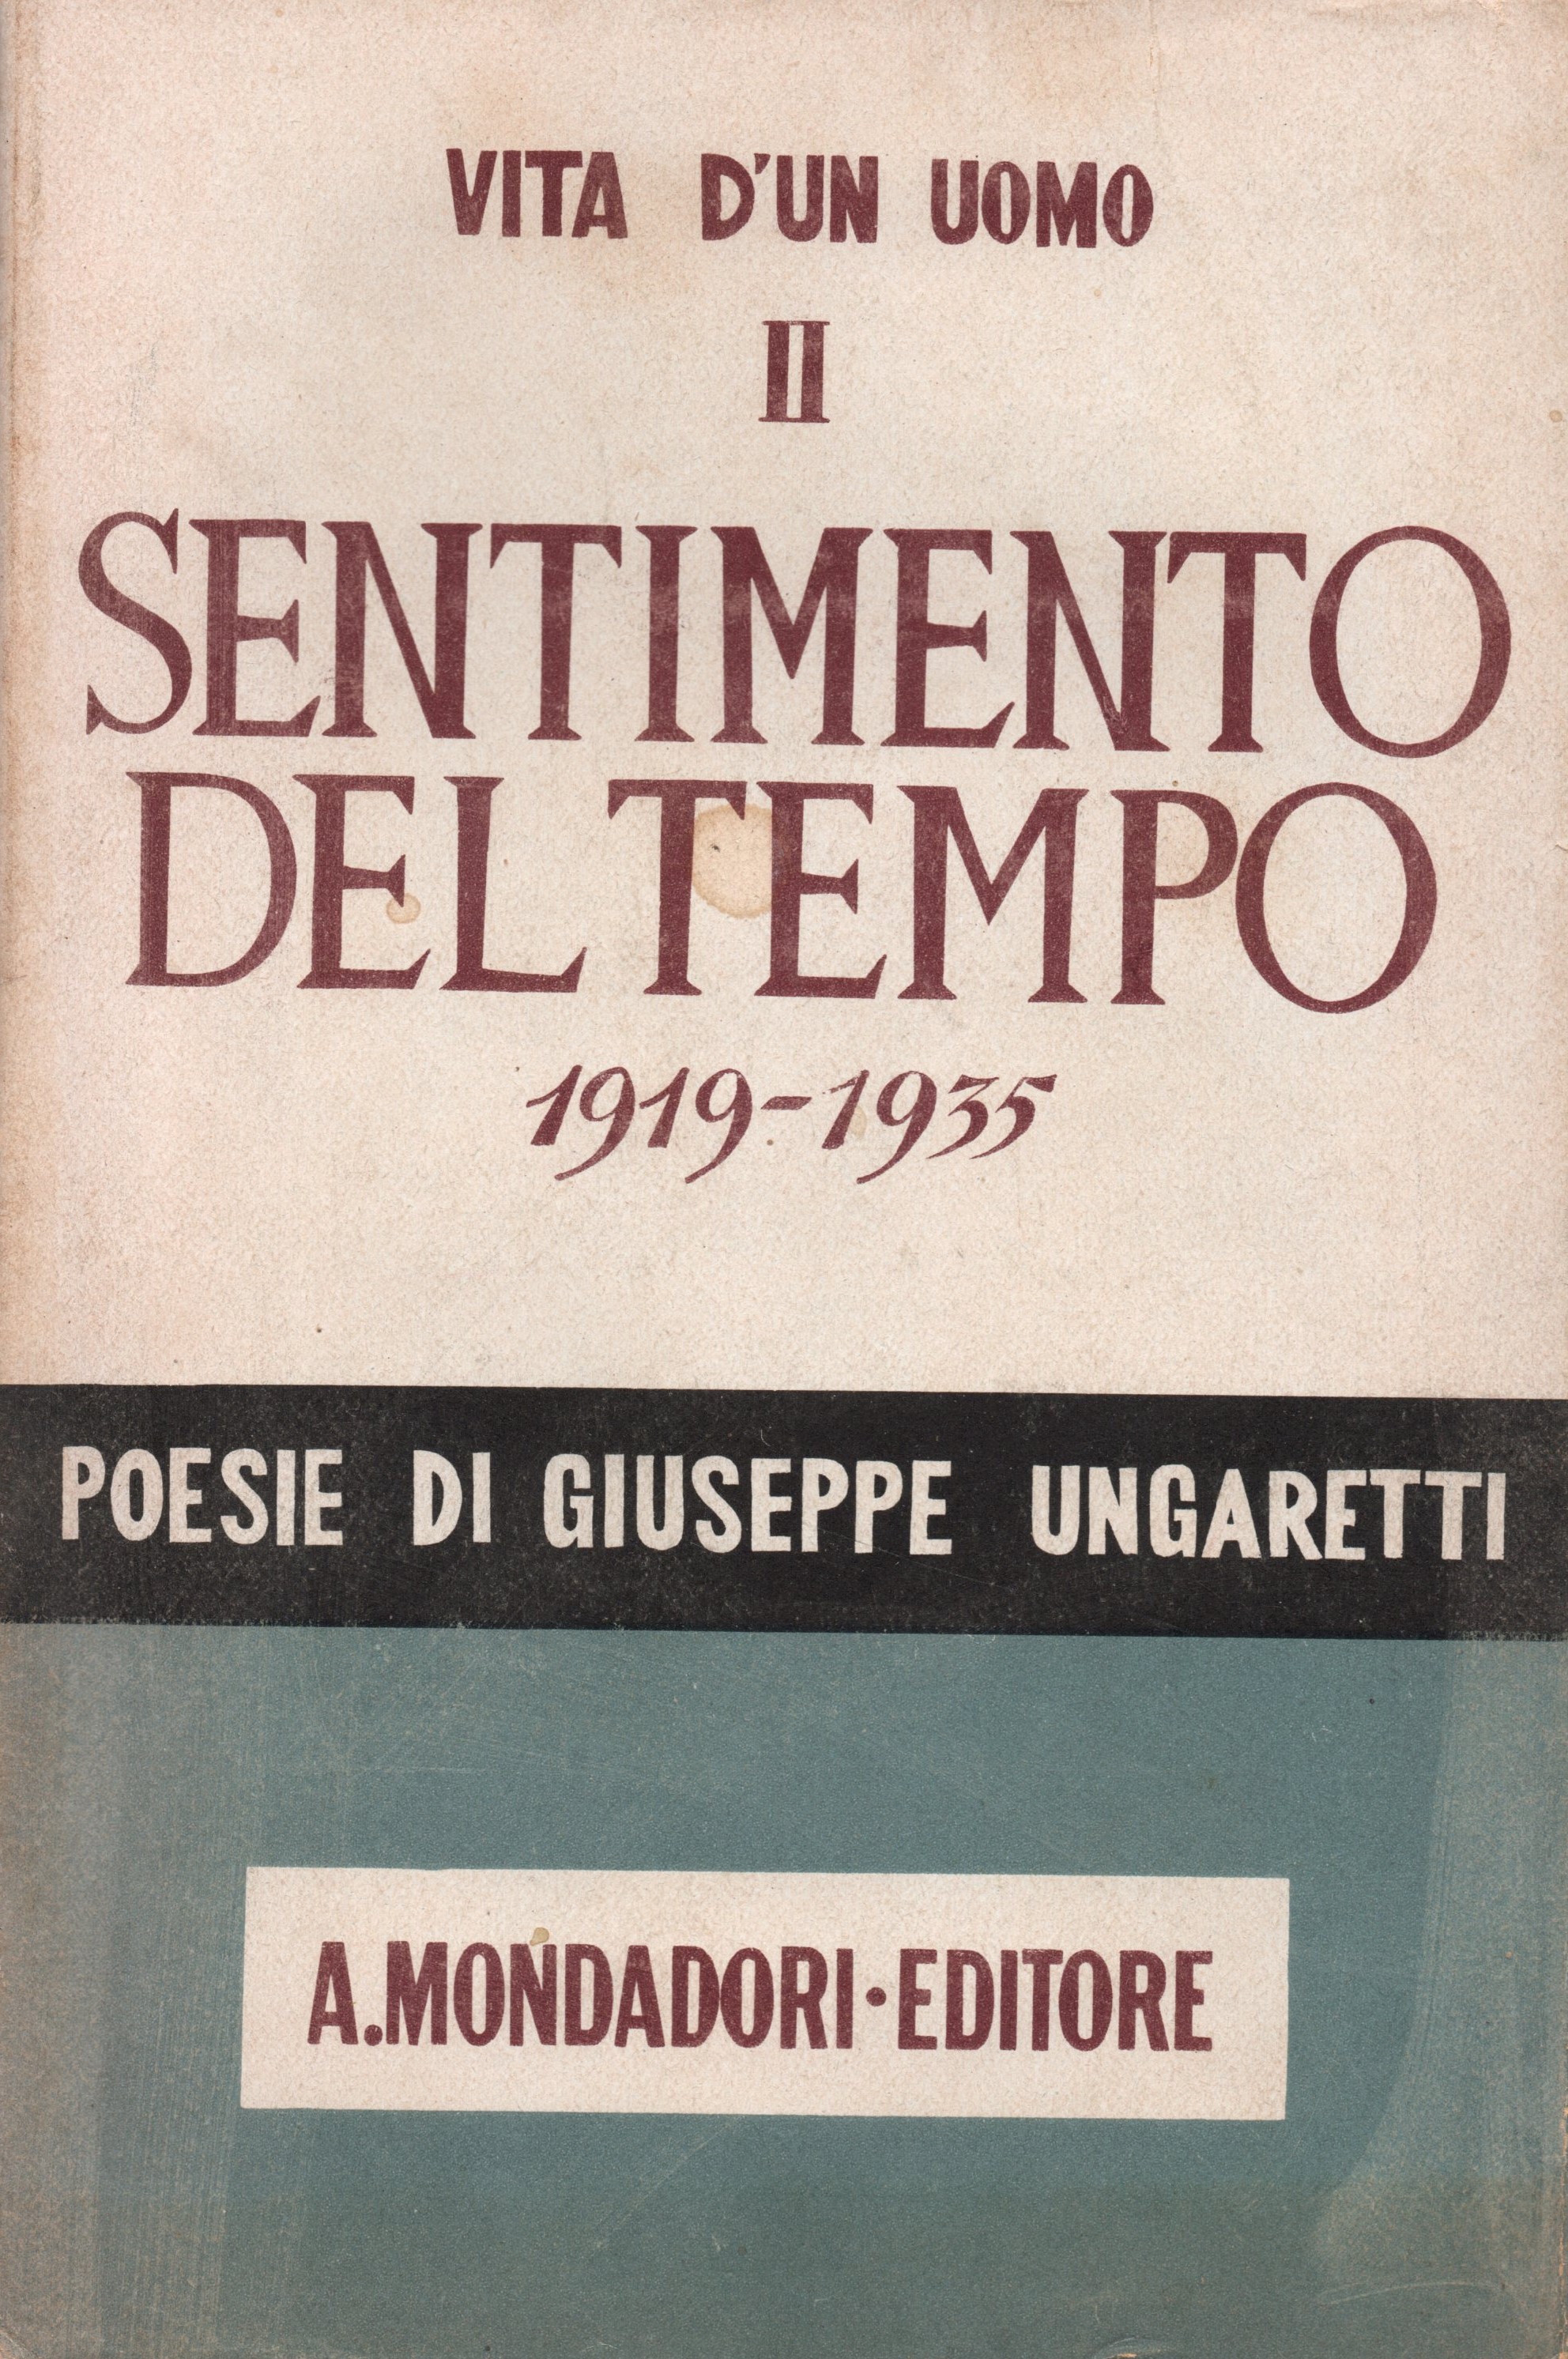 VITA D'UN UOMO
II
SENTIMENTO
DEL TEMPO
1919-1935
POESIE DI GIUSEPPE UNGARETTI
A. MONDADORI · EDITORE